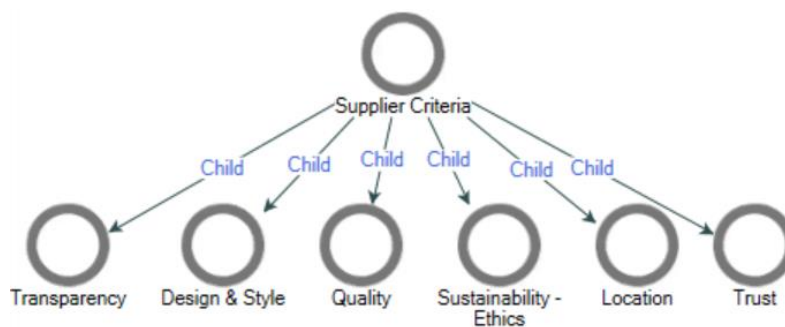 Supplier Criteria
Child
Child
Child
Child
Child
Child
Transparency
Design & Style
Quality
Sustainability -
Ethics
Location
Trust